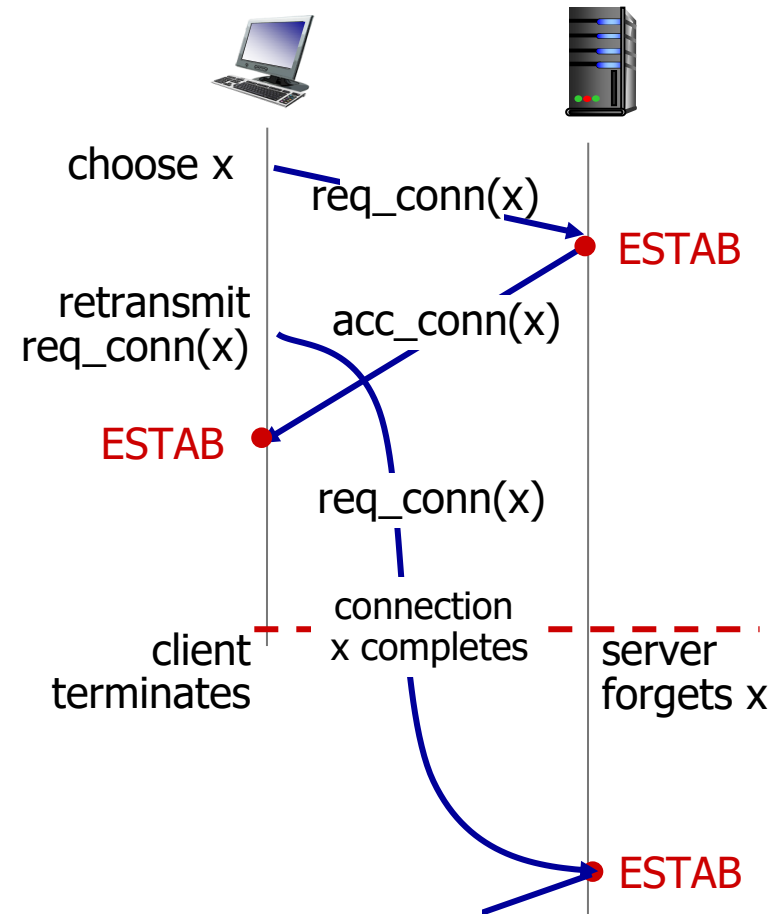 choose x
req_conn(x)
ESTAB
retransmit
req_conn(x)
acc_conn(x)
ESTAB
req_conn(x)
connection
x completes
client
terminates
server
forgets x
ESTAB